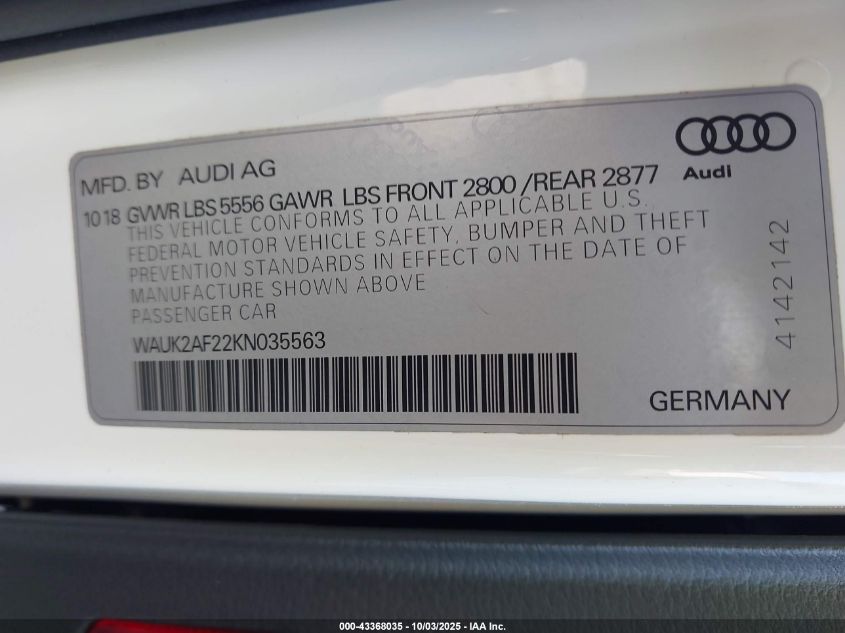 MFD. BY AUDI AG
Audi
10 18 GVWR LBS 5556 GAWR LBS FRONT 2800 /REAR 2877
THIS VEHICLE CONFORMS TO ALL APPLICABLE U.S.
FEDERAL MOTOR VEHICLE SAFETY, BUMPER AND THEFT
PREVENTION STANDARDS IN EFFECT ON THE DATE OF
MANUFACTURE SHOWN ABOVE
PASSENGER CAR
WAUK2AF22KN035563
GERMANY
4142142
000-43368035 - 10/03/2025 - IAA Inc.